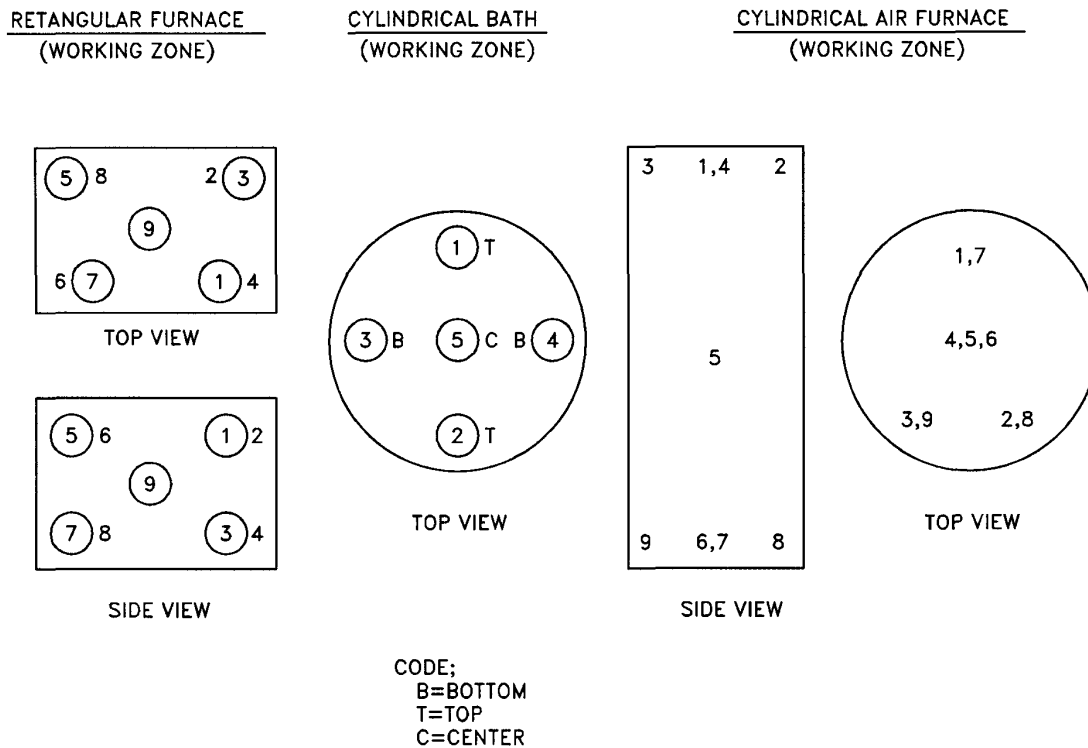 RETANGULAR FURNACE
(WORKING ZONE)
CYLINDRICAL BATH
(WORKING ZONE)
CYLINDRICAL AIR FURNACE
(WORKING ZONE)
5 8 2 3
9
6 7 1 4
TOP VIEW
5 6 1 2
9
7 8 3 4
SIDE VIEW
1 T
3 B 5 C B 4
2 T
TOP VIEW
3 1,4 2
5
9 6,7 8
SIDE VIEW
1,7
4,5,6
3,9 2,8
TOP VIEW
CODE;
B=BOTTOM
T=TOP
C=CENTER